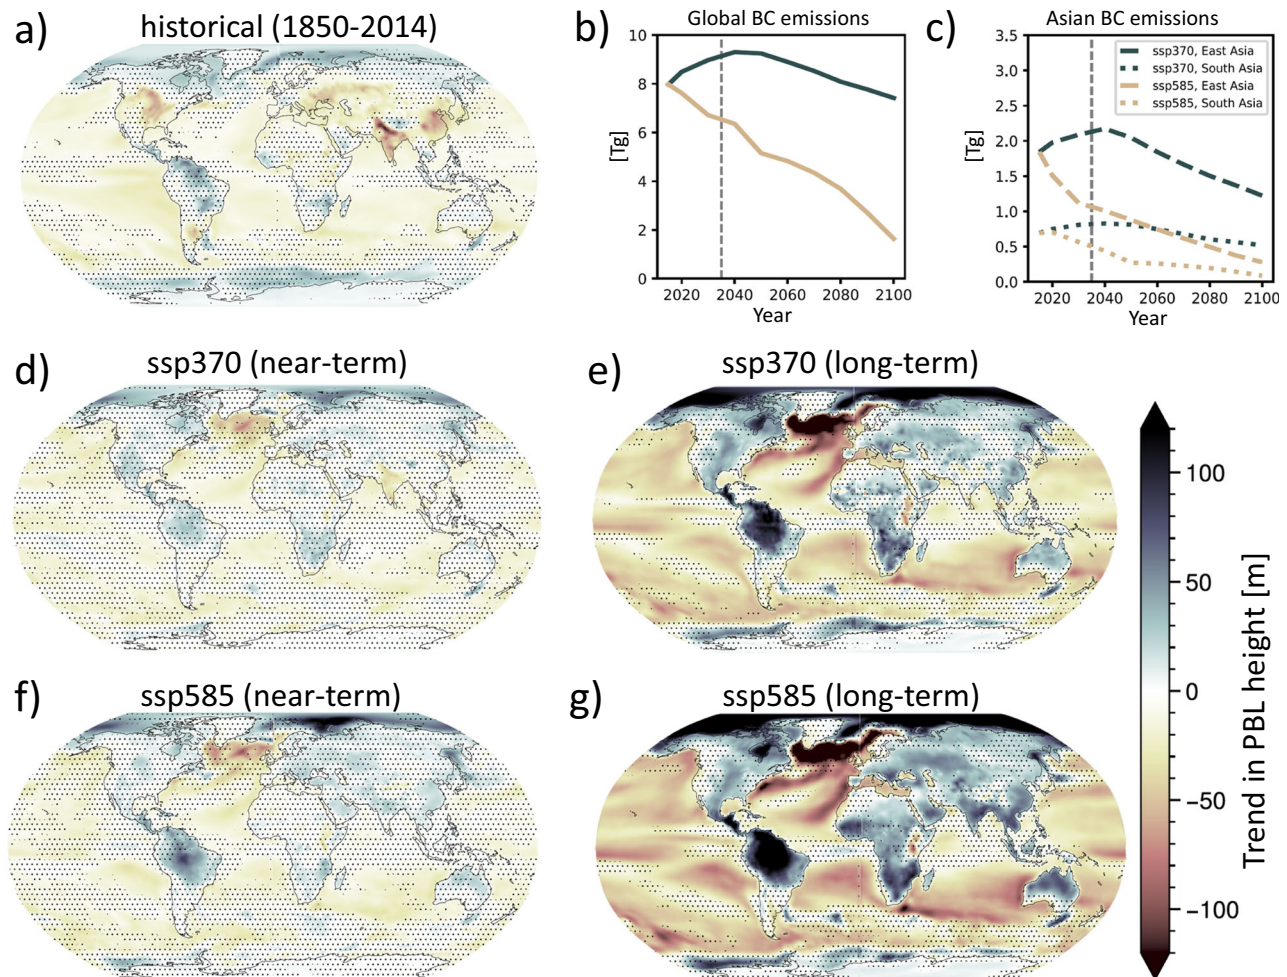 a)
historical (1850-2014)
b)
Global BC emissions
10
8
6
4
2
0
[Tg]
2020
2040
2060
2080
2100
Year
c)
Asian BC emissions
3.5
3.0
2.5
2.0
1.5
1.0
0.5
0.0
[Tg]
ssp370, East Asia
ssp370, South Asia
ssp585, East Asia
ssp585, South Asia
2020
2040
2060
2080
2100
Year
d)
ssp370 (near-term)
e)
ssp370 (long-term)
f)
ssp585 (near-term)
g)
ssp585 (long-term)
100
50
0
−50
−100
Trend in PBL height [m]